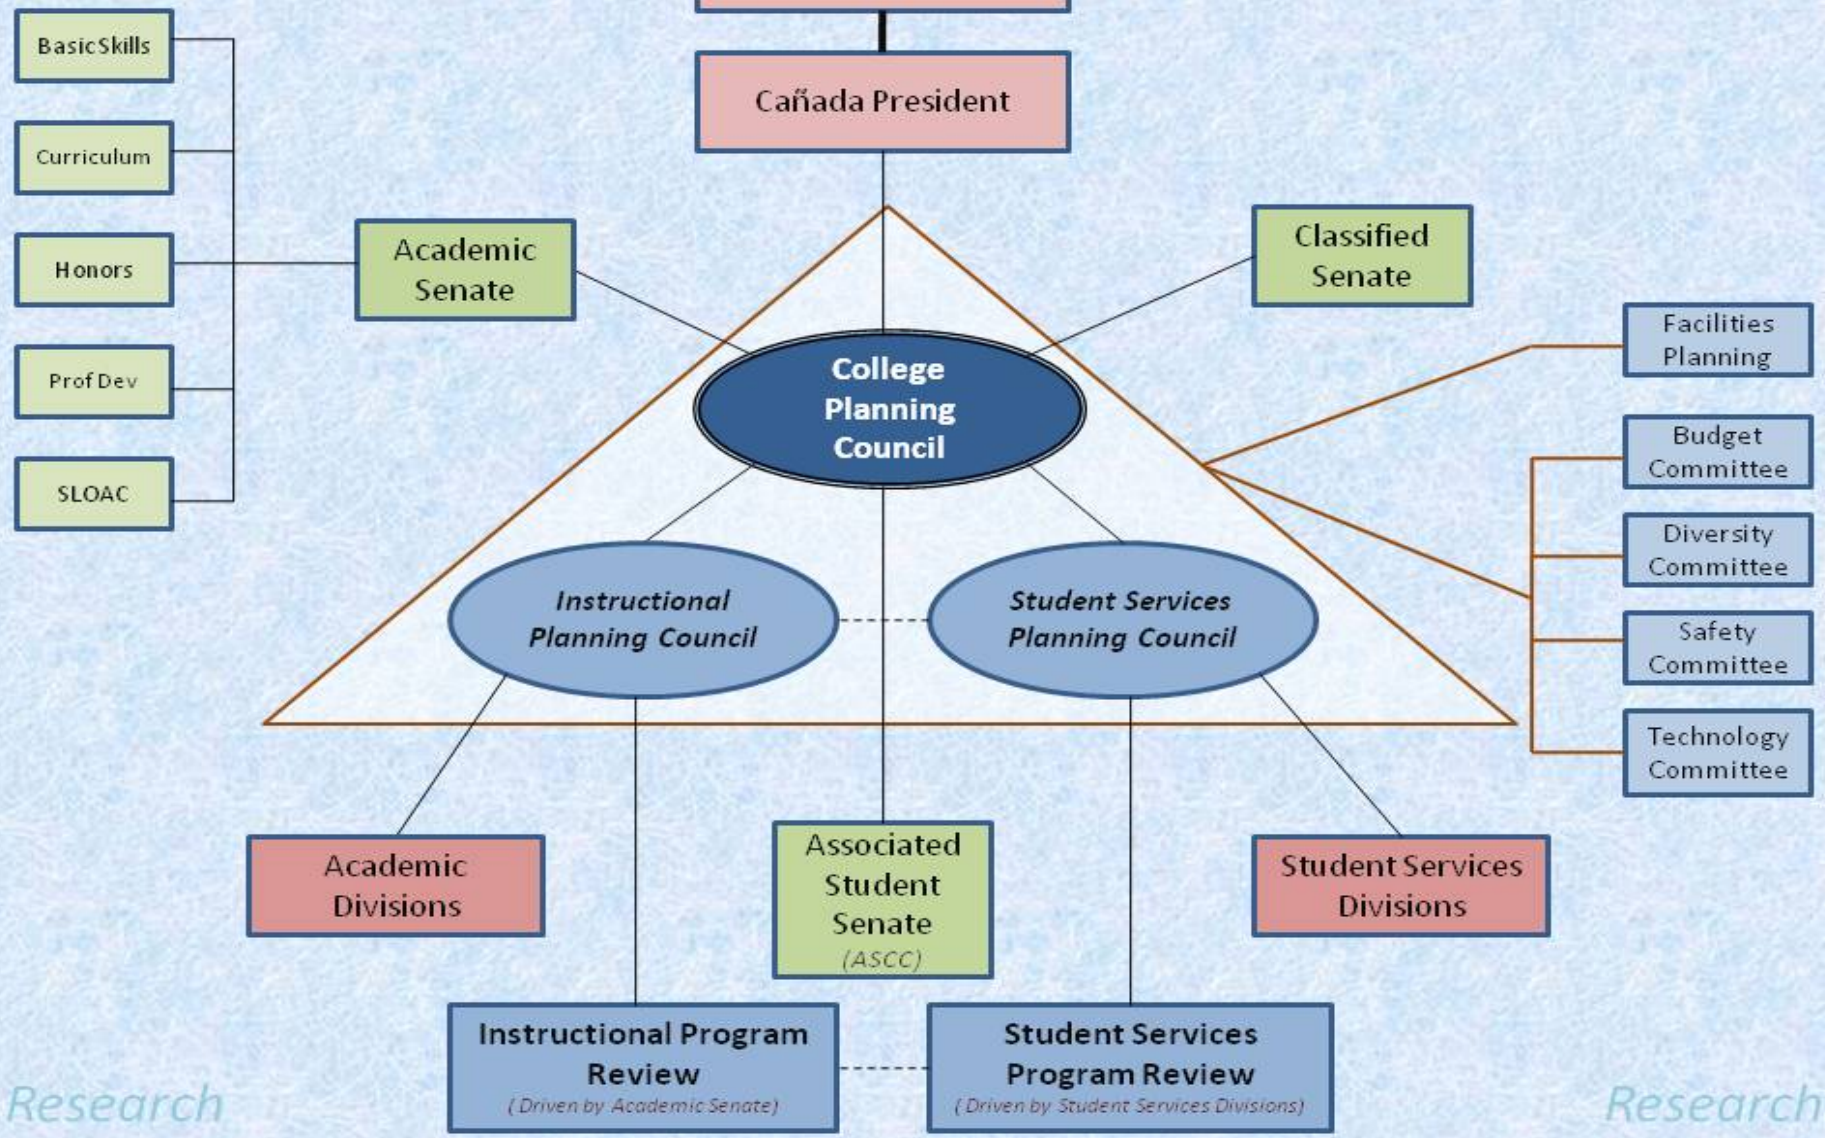 BasicSkills
Curriculum
Honors
Prof Dev
SLOAC
Cañada President
Academic
Senate
Classified
Senate
College
Planning
Council
Facilities
Planning
Budget
Committee
Diversity
Committee
Safety
Committee
Technology
Committee
Instructional
Planning Council
Student Services
Planning Council
Academic
Divisions
Associated
Student
Senate
(ASCC)
Student Services
Divisions
Instructional Program
Review
(Driven by Academic Senate)
Student Services
Program Review
(Driven by Student Services Divisions)
Research
Research